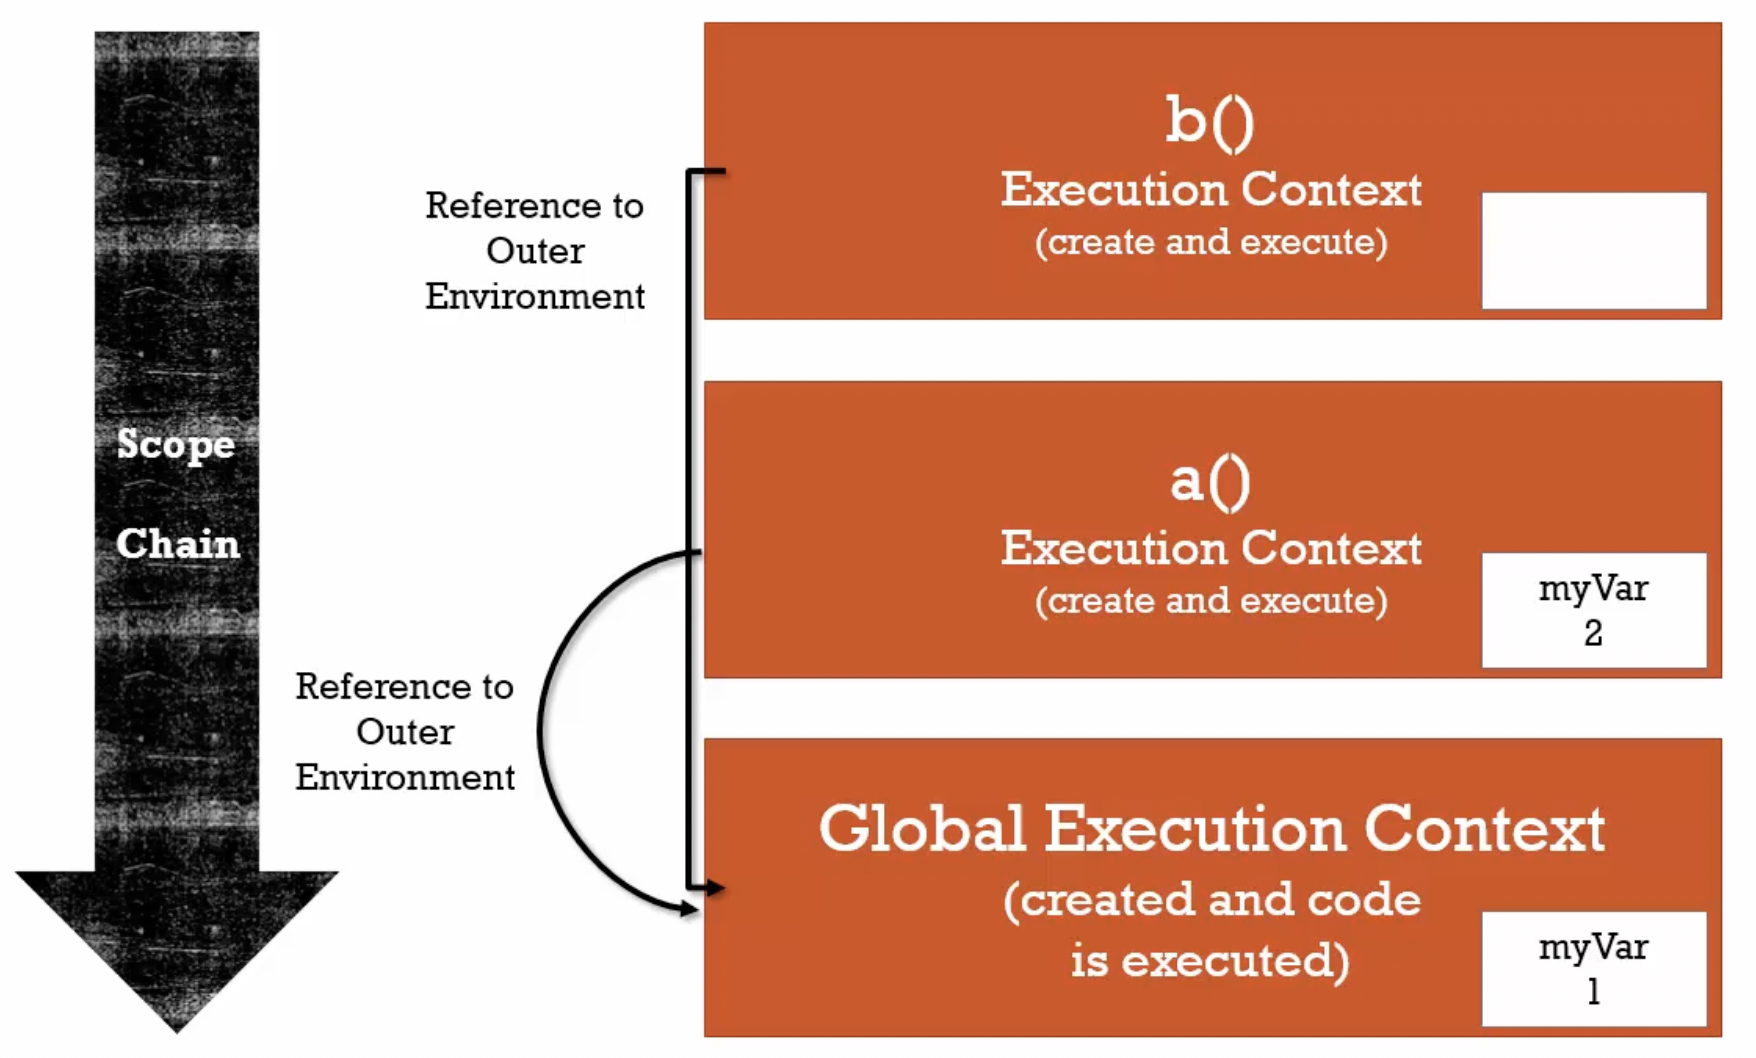 b()
Execution Context
(create and execute)
Reference to
Outer
Environment
Scope
Chain
a()
Execution Context
(create and execute)
myVar
2
Reference to
Outer
Environment
Global Execution Context
(created and code
is executed)
myVar
1